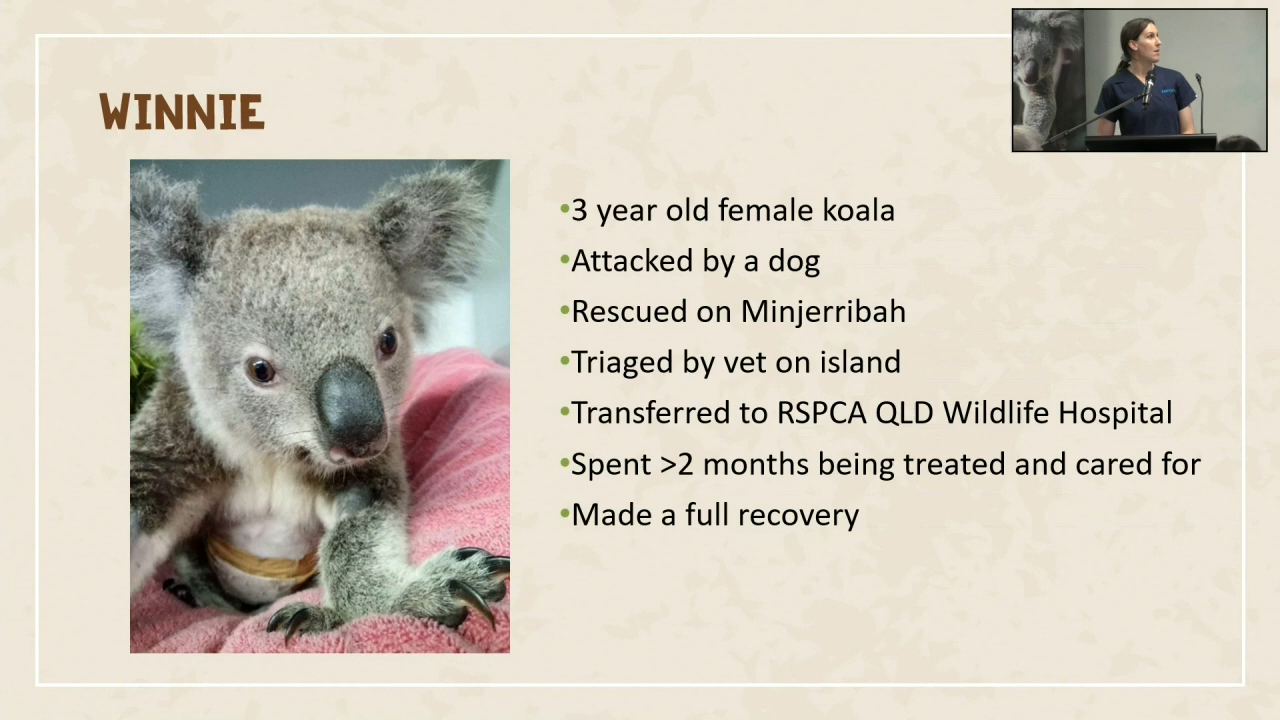 WINNIE
•3 year old female koala
•Attacked by a dog
•Rescued on Minjerribah
•Triaged by vet on island
•Transferred to RSPCA QLD Wildlife Hospital
•Spent >2 months being treated and cared for
•Made a full recovery